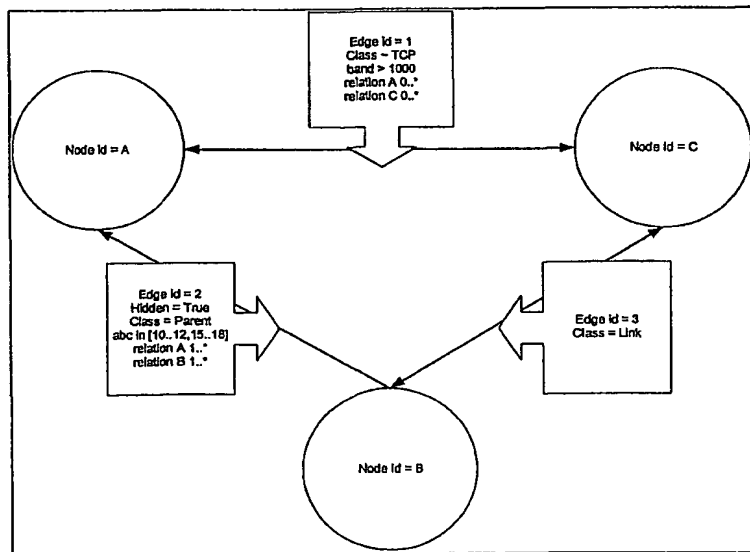 Edge id = 1
Class ~ TCP
band > 1000
relation A 0..*
relation C 0..*
Node id = A
Node id = C
Edge id = 2
Hidden = True
Class = Parent
abc in [10..12,15..18]
relation A 1..*
relation B 1..*
Edge id = 3
Class = Link
Node id = B